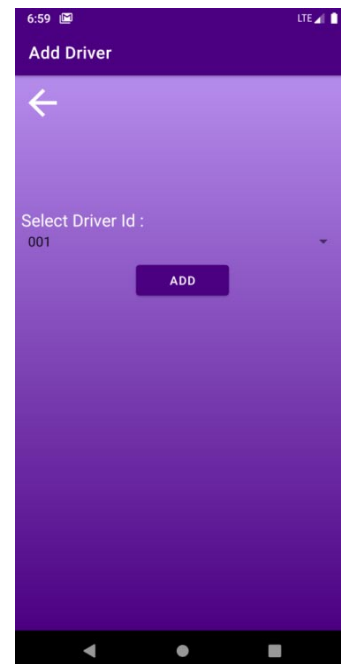 6:59 LTE
Add Driver
Select Driver Id :
001
ADD